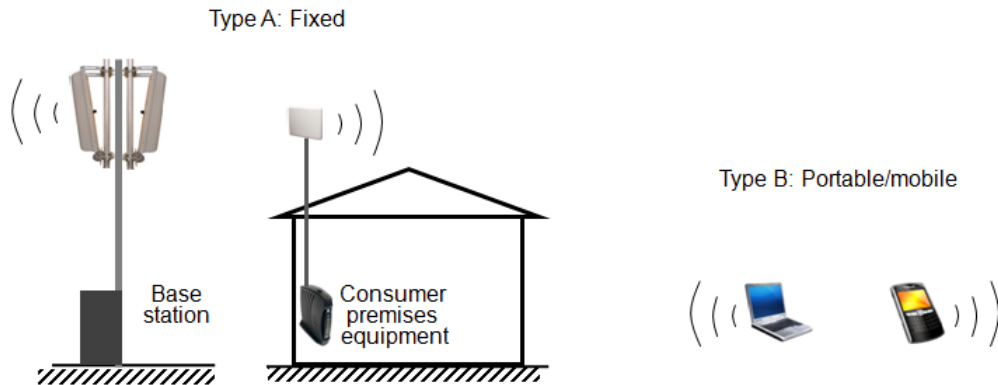 Type A: Fixed
Type B: Portable/mobile
Base
station
Consumer
premises
equipment